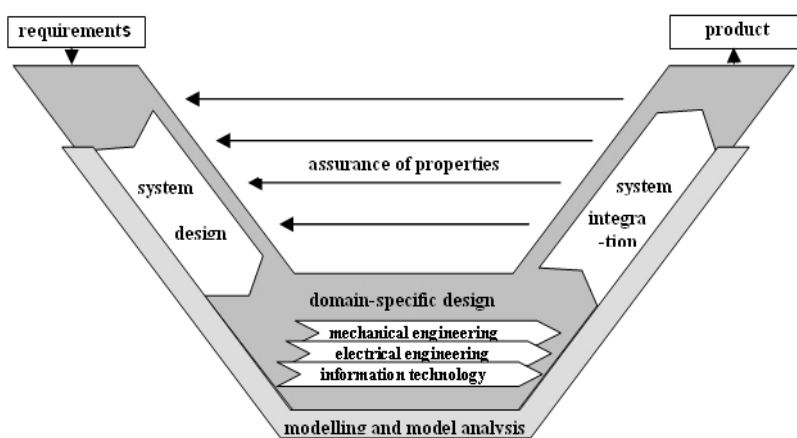 requirements
product
assurance of properties
system
design
system
integra
-tion
domain-specific design
mechanical engineering
electrical engineering
information technology
modelling and model analysis